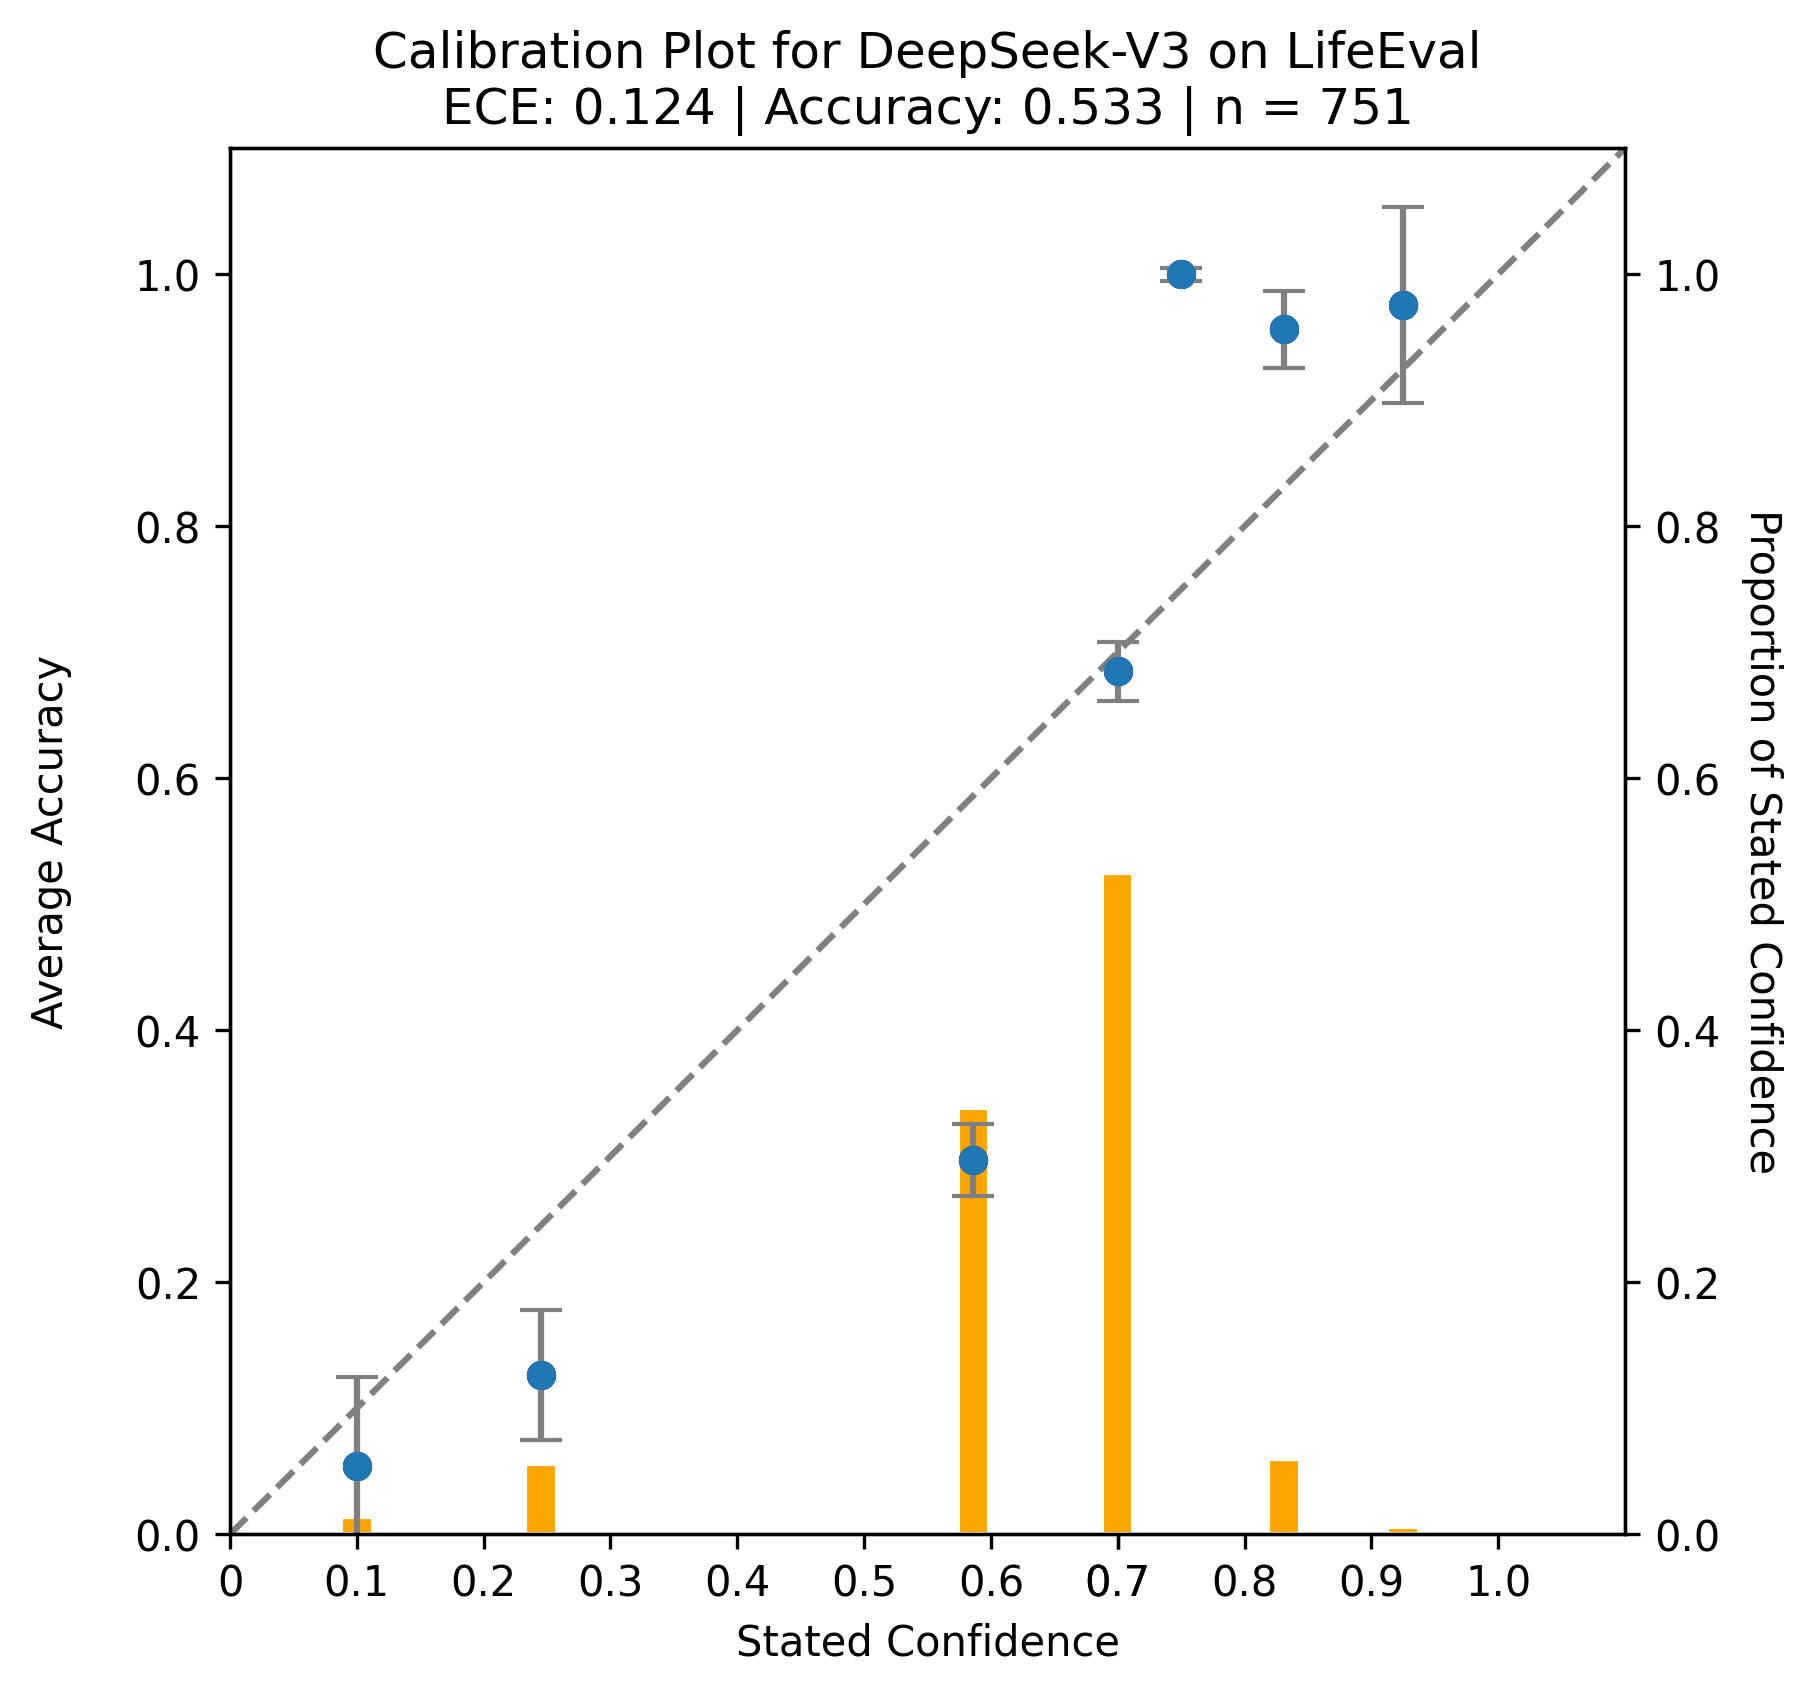 Calibration Plot for DeepSeek-V3 on LifeEval
ECE: 0.124 | Accuracy: 0.533 | n = 751
Average Accuracy
1.0
0.8
0.6
0.4
0.2
0.0
1.0
0.8
0.6
0.4
0.2
0.0
Proportion of Stated Confidence
0 0.1 0.2 0.3 0.4 0.5 0.6 0.7 0.8 0.9 1.0
Stated Confidence